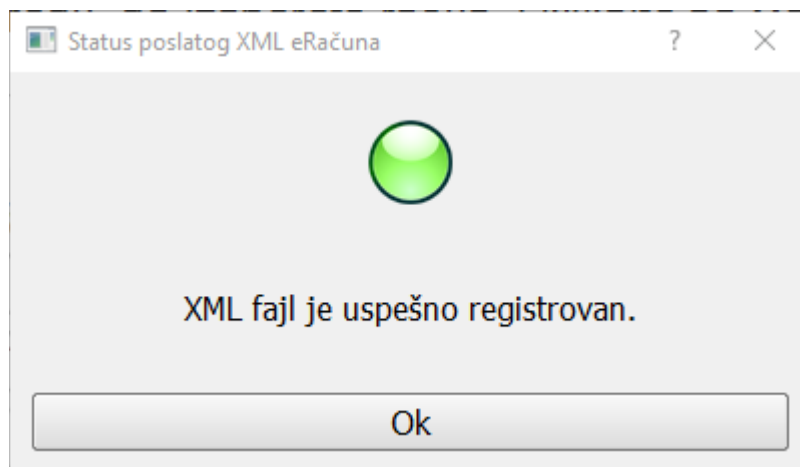 Status poslatog XML eRačuna
?
XML fajl je uspešno registrovan.
Ok